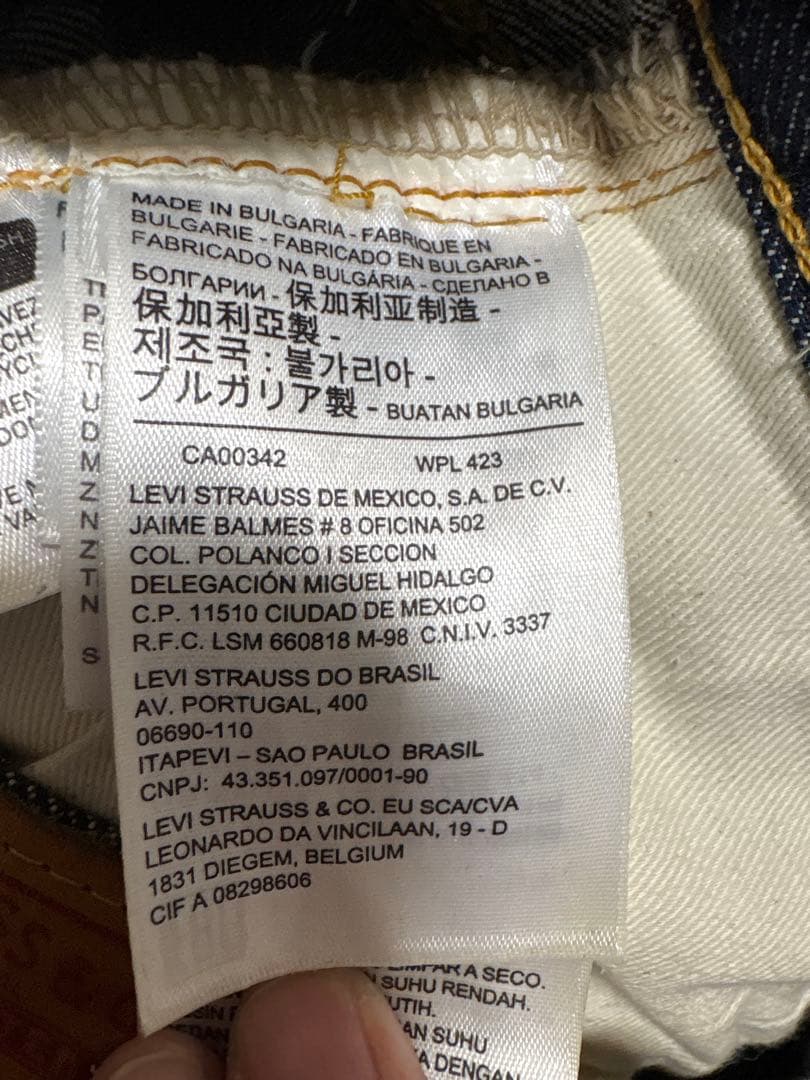 MADE IN BULGARIA - FABRIQUE EN
BULGARIE - FABRICADO EN BULGARIA -
FABRICADO NA BULGÁRIA - СДЕЛАНО В
БОЛГАРИИ - 保加利亚制造 -
保加利亞製 -
제조국 : 불가리아 -
ブルガリア製 - BUATAN BULGARIA
CA00342 WPL 423
LEVI STRAUSS DE MEXICO, S.A. DE C.V.
JAIME BALMES # 8 OFICINA 502
COL. POLANCO I SECCION
DELEGACIÓN MIGUEL HIDALGO
C.P. 11510 CIUDAD DE MEXICO
R.F.C. LSM 660818 M-98 C.N.I.V. 3337
LEVI STRAUSS DO BRASIL
AV. PORTUGAL, 400
06690-110
ITAPEVI – SAO PAULO BRASIL
CNPJ: 43.351.097/0001-90
LEVI STRAUSS & CO. EU SCA/CVA
LEONARDO DA VINCILAAN, 19 - D
1831 DIEGEM, BELGIUM
CIF A 08298606
A SECO.
SUHU RENDAH.
SUHU
DENGAN